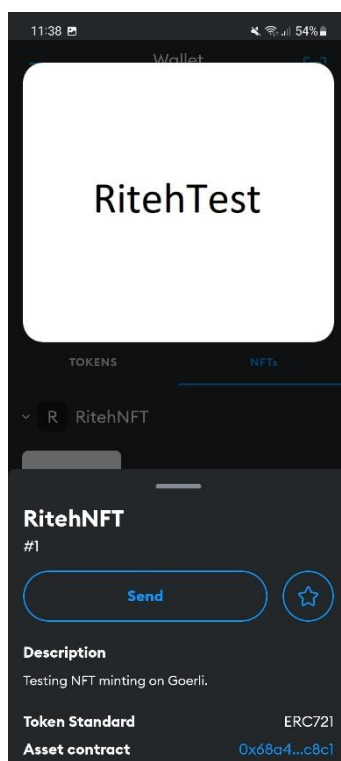 11:38 54%
Wallet
RitehTest
TOKENS NFTs
R RitehNFT
RitehNFT
#1
Send
Description
Testing NFT minting on Goerli.
Token Standard ERC721
Asset contract 0x68a4...c8c1